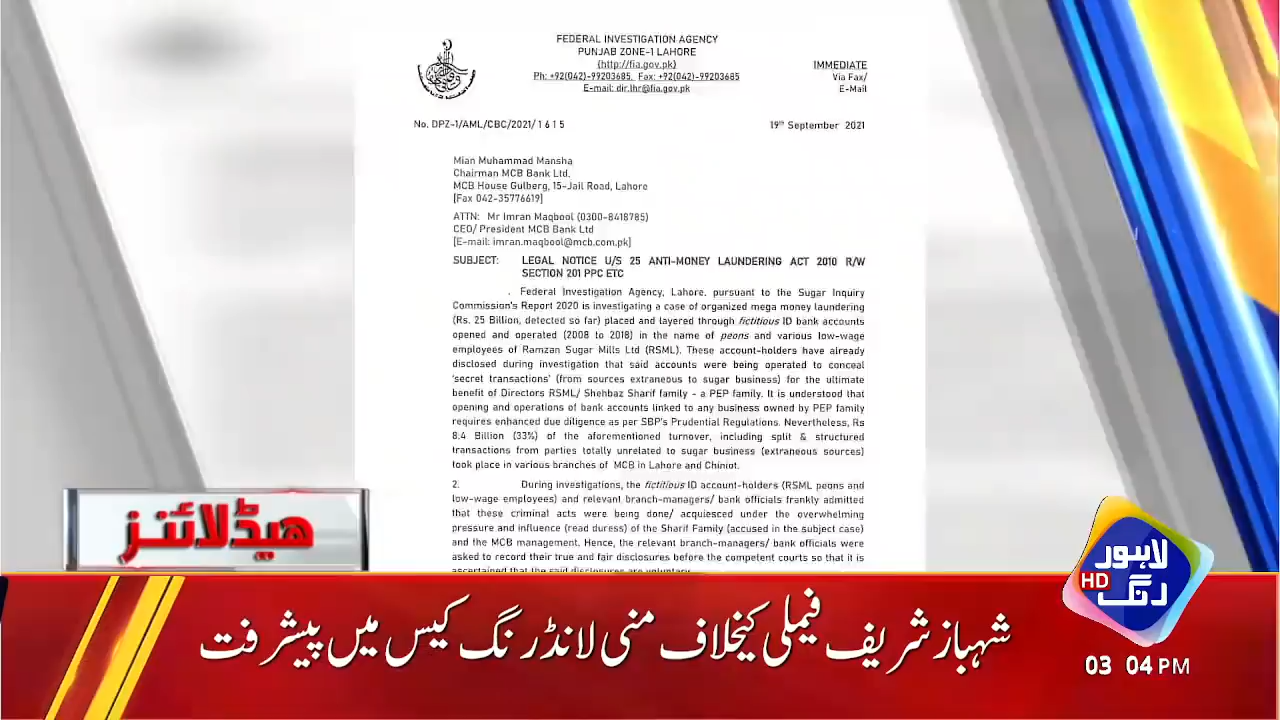 FEDERAL INVESTIGATION AGENCY
PUNJAB ZONE-1 LAHORE
(http://fia.gov.pk)
Ph: +92(042)-99203685, Fax: +92(042)-99203685
E-mail: dir.lhr@fia.gov.pk
IMMEDIATE
Via Fax/
E-Mail
No. DPZ-1/AML/CBC/2021/1615
19th September 2021
Mian Muhammad Mansha
Chairman MCB Bank Ltd.
MCB House Gulberg, 15-Jail Road, Lahore
[Fax 042-35776619]
ATTN: Mr Imran Maqbool (0300-8418785)
CEO/ President MCB Bank Ltd
[E-mail: imran.maqbool@mcb.com.pk]
SUBJECT: LEGAL NOTICE U/S 25 ANTI-MONEY LAUNDERING ACT 2010 R/W
SECTION 201 PPC ETC
. Federal Investigation Agency, Lahore, pursuant to the Sugar Inquiry
Commission's Report 2020 is investigating a case of organized mega money laundering
(Rs. 25 Billion, detected so far) placed and layered through fictitious ID bank accounts
opened and operated (2008 to 2018) in the name of peons and various low-wage
employees of Ramzan Sugar Mills Ltd (RSML). These account-holders have already
disclosed during investigation that said accounts were being operated to conceal
'secret transactions' (from sources extraneous to sugar business) for the ultimate
benefit of Directors RSML/ Shehbaz Sharif family - a PEP family. It is understood that
opening and operations of bank accounts linked to any business owned by PEP family
requires enhanced due diligence as per SBP's Prudential Regulations. Nevertheless, Rs
8.4 Billion (33%) of the aforementioned turnover, including split & structured
transactions from parties totally unrelated to sugar business (extraneous sources)
took place in various branches of MCB in Lahore and Chiniot.
2. During investigations, the fictitious ID account-holders (RSML peons and
low-wage employees) and relevant branch-managers/ bank officials frankly admitted
that these criminal acts were being done/ acquiesced under the overwhelming
pressure and influence (read duress) of the Sharif Family (accused in the subject case)
and the MCB management. Hence, the relevant branch-managers/ bank officials were
asked to record their true and fair disclosures before the competent courts so that it is
ascertained that the said disclosures are voluntary.
ہیڈلائنز
لاہور
HD رنگ
شہباز شریف فیملی کیخلاف منی لانڈرنگ کیس میں پیشرفت
03 04 PM